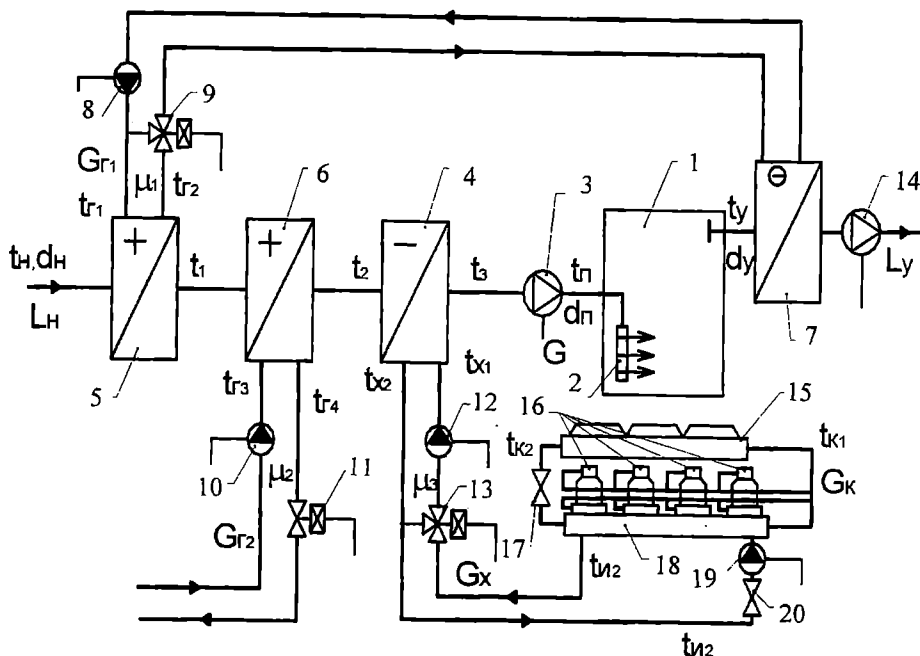 8
9
Gг1
μ1
tг2
tг1
6
4
3
1
14
+
+
−
⊖
tн, dн
t1
t2
t3
tп
ty
Lн
dп
dy
Ly
5
tг3
tг4
tx2
tx1
G
2
7
10
μ2
11
12
16
15
tк2
tк1
μ3
13
Gк
Gг2
Gx
17
tи2
18
19
20
tи2